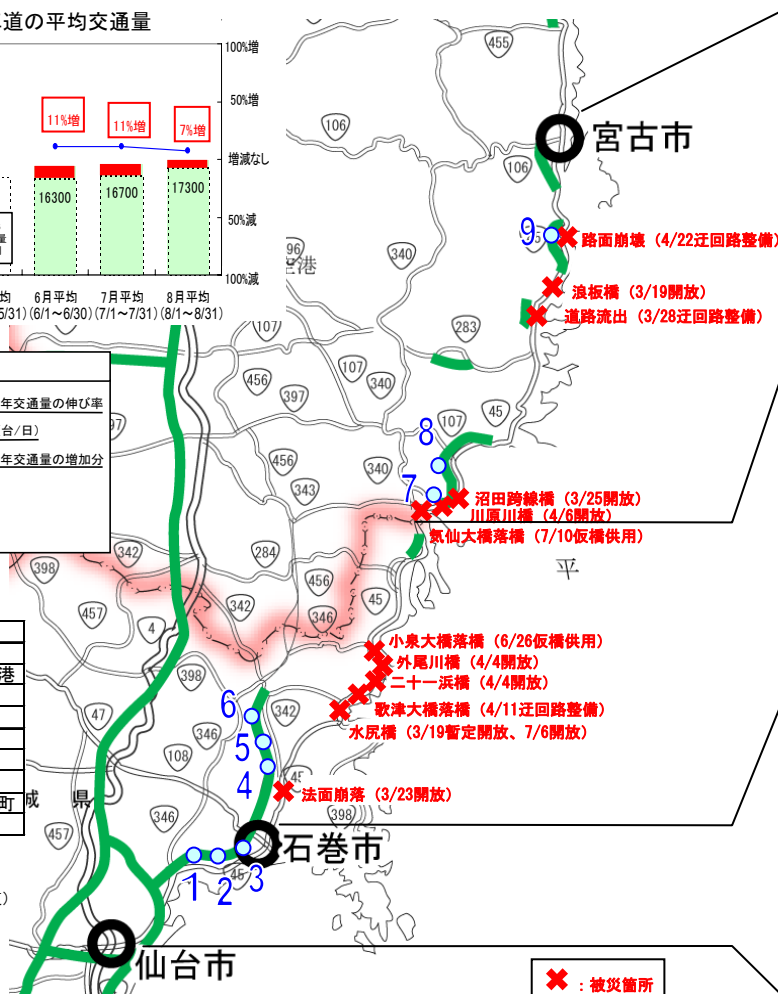 道の平均交通量
100%増
50%増
増減なし
50%減
100%減
11%増
11%増
7%増
16300
16700
17300
量
均
6月平均
7月平均
8月平均
5/31)
(6/1～6/30)
(7/1～7/31)
(8/1～8/31)
年交通量の伸び率
台/日)
年交通量の増加分
港
町
455
106
宮古市
106
9
45
路面崩壊（4/22迂回路整備）
96
空港
340
浪板橋（3/19開放）
道路流出（3/28迂回路整備）
283
107
107
456
340
397
97
8
107
45
456
340
343
7
沼田跨線橋（3/25開放）
川原川橋（4/6開放）
気仙大橋落橋（7/10仮橋供用）
342
284
398
456
平
457
342
45
346
4
小泉大橋落橋（6/26仮橋供用）
外尾川橋（4/4開放）
398
二十一浜橋（4/4開放）
6
342
歌津大橋落橋（4/11迂回路整備）
47
346
水尻橋（3/19暫定開放、7/6開放）
5
108
4
45
法面崩落（3/23開放）
城県
346
398
457
石巻市
1
2
45
3
仙台市
：被災箇所